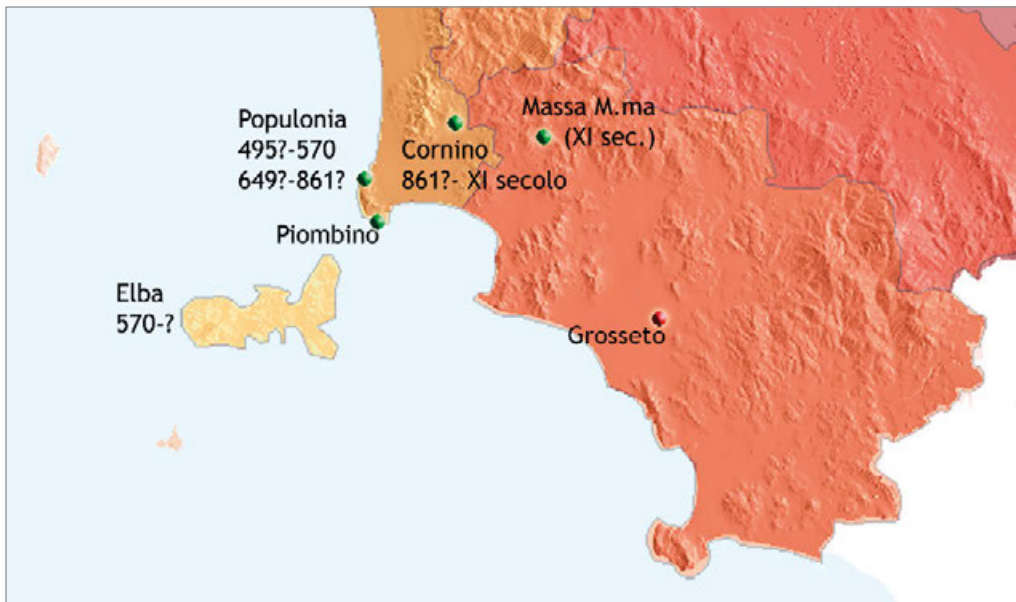 Populonia
495?-570
649?-861?
Massa M.ma
(XI sec.)
Cornino
861?- XI secolo
Piombino
Elba
570-?
Grosseto